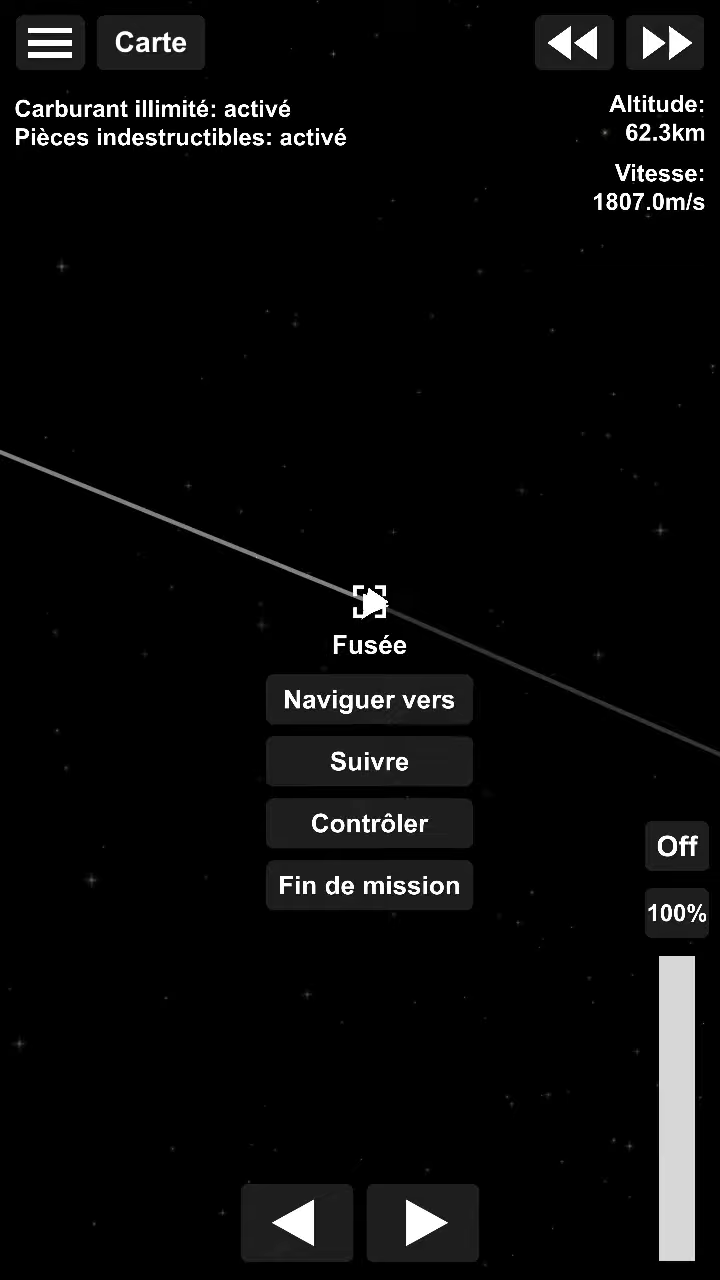 Carte
Carburant illimité: activé
Pièces indestructibles: activé
Altitude:
62.3km
Vitesse:
1807.0m/s
Fusée
Naviguer vers
Suivre
Contrôler
Fin de mission
Off
100%